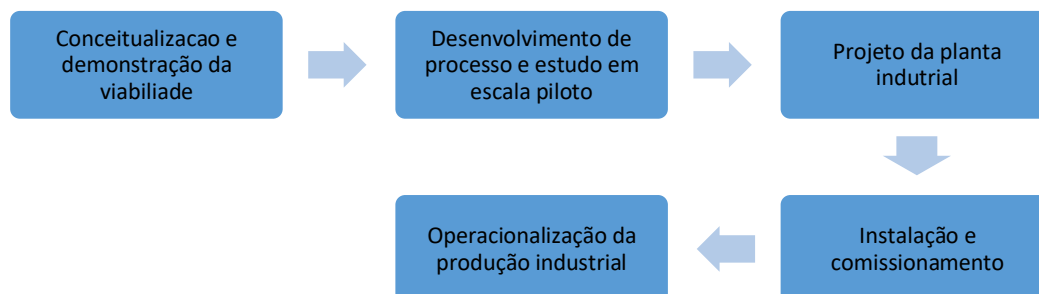 Conceitualizacao e
demonstração da
viabiliade
Desenvolvimento de
processo e estudo em
escala piloto
Projeto da planta
indutrial
Instalação e
comissionamento
Operacionalização da
produção industrial